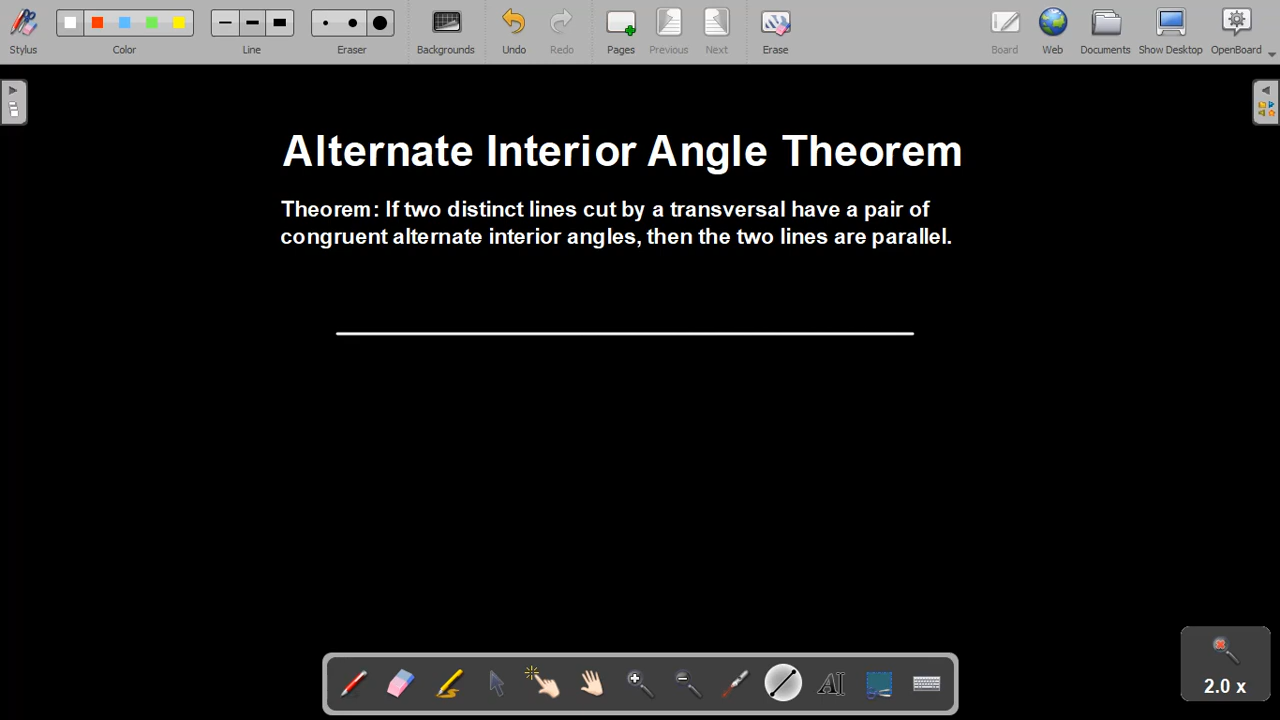 Stylus Color Line Eraser Backgrounds Undo Redo Pages Previous Next Erase Board Web Documents Show Desktop OpenBoard
Alternate Interior Angle Theorem
Theorem: If two distinct lines cut by a transversal have a pair of
congruent alternate interior angles, then the two lines are parallel.
AI
2.0 x